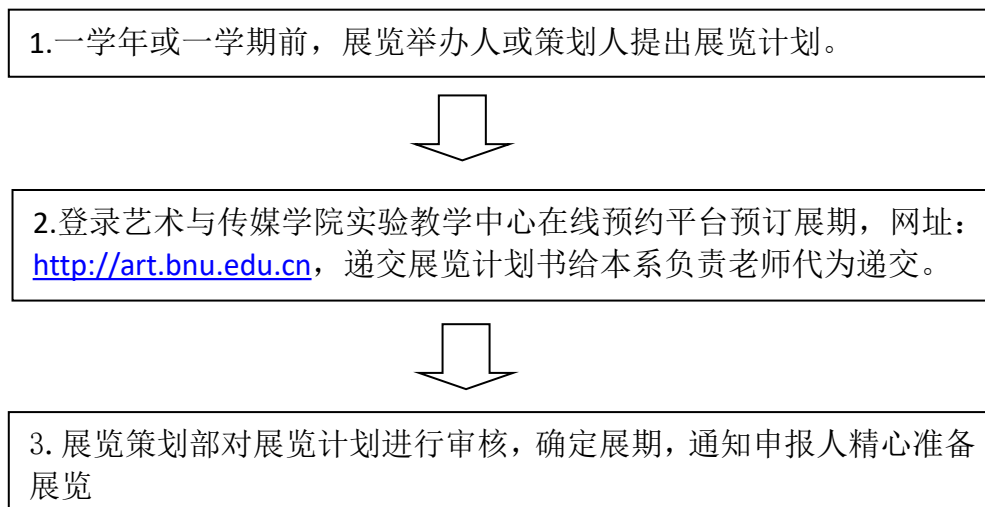 1.一学年或一学期前，展览举办人或策划人提出展览计划。
2.登录艺术与传媒学院实验教学中心在线预约平台预订展期，网址：
http://art.bnu.edu.cn，递交展览计划书给本系负责老师代为递交。
3.展览策划部对展览计划进行审核，确定展期，通知申报人精心准备
展览